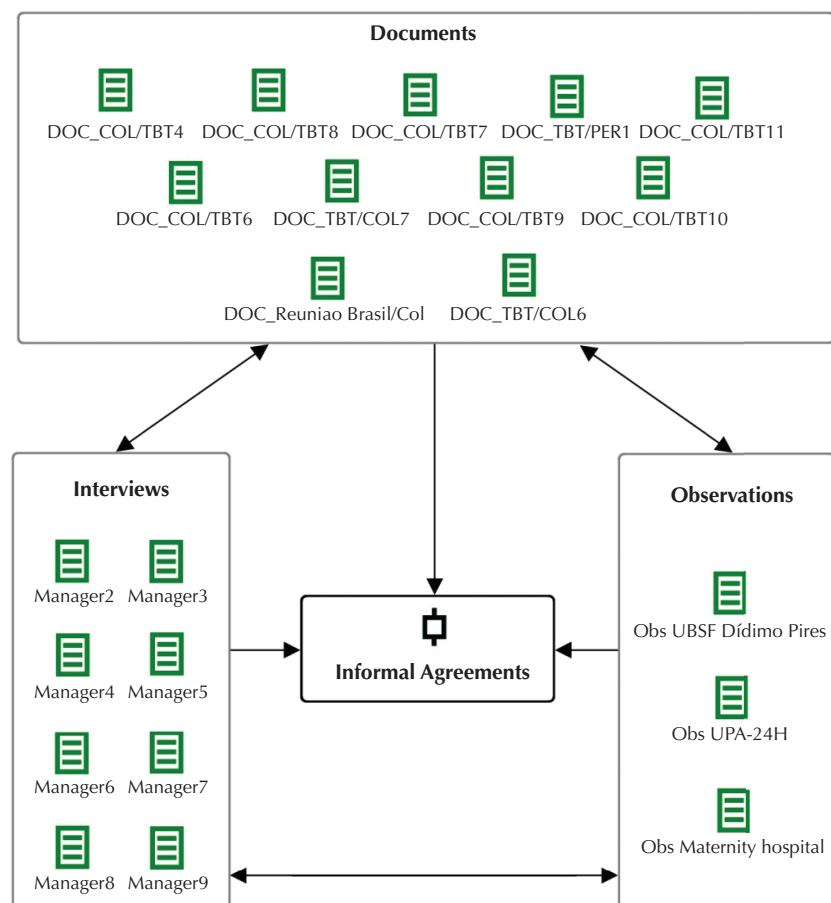 Documents
DOC_COL/TBT4 DOC_COL/TBT8 DOC_COL/TBT7 DOC_TBT/PER1 DOC_COL/TBT11
DOC_COL/TBT6 DOC_TBT/COL7 DOC_COL/TBT9 DOC_COL/TBT10
DOC_Reuniao Brasil/Col DOC_TBT/COL6
Interviews
Manager2 Manager3
Manager4 Manager5
Manager6 Manager7
Manager8 Manager9
Informal Agreements
Observations
Obs UBSF Dídimo Pires
Obs UPA-24H
Obs Maternity hospital